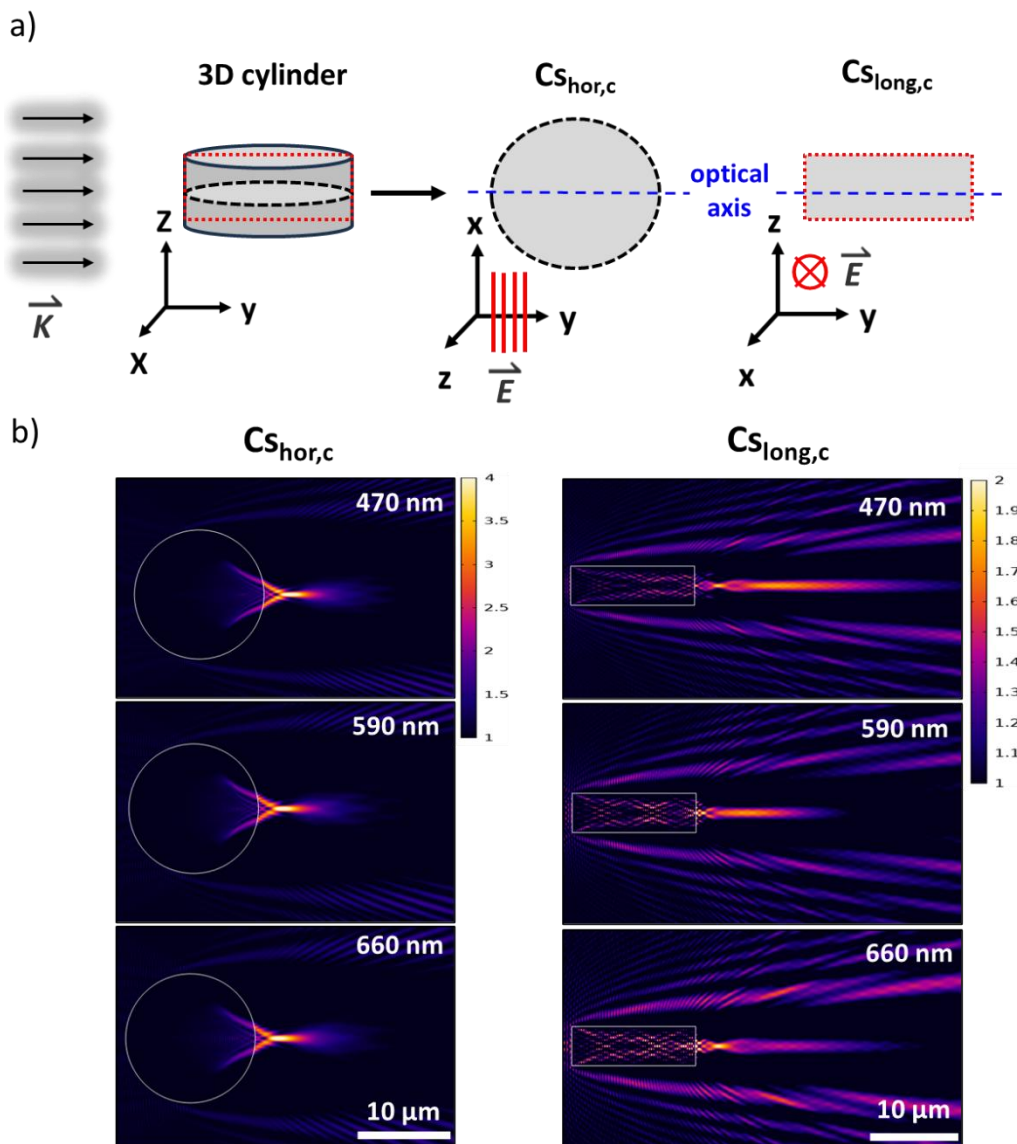 a)
3D cylinder
Cs_hor,c
Cs_long,c
optical
axis
Z
y
X
K
x
y
z
E
z
y
x
E
b)
Cs_hor,c
Cs_long,c
470 nm
4
3.5
3
2.5
2
1.5
1
470 nm
2
1.9
1.8
1.7
1.6
1.5
1.4
1.3
1.2
1.1
1
590 nm
590 nm
660 nm
10 µm
660 nm
10 µm